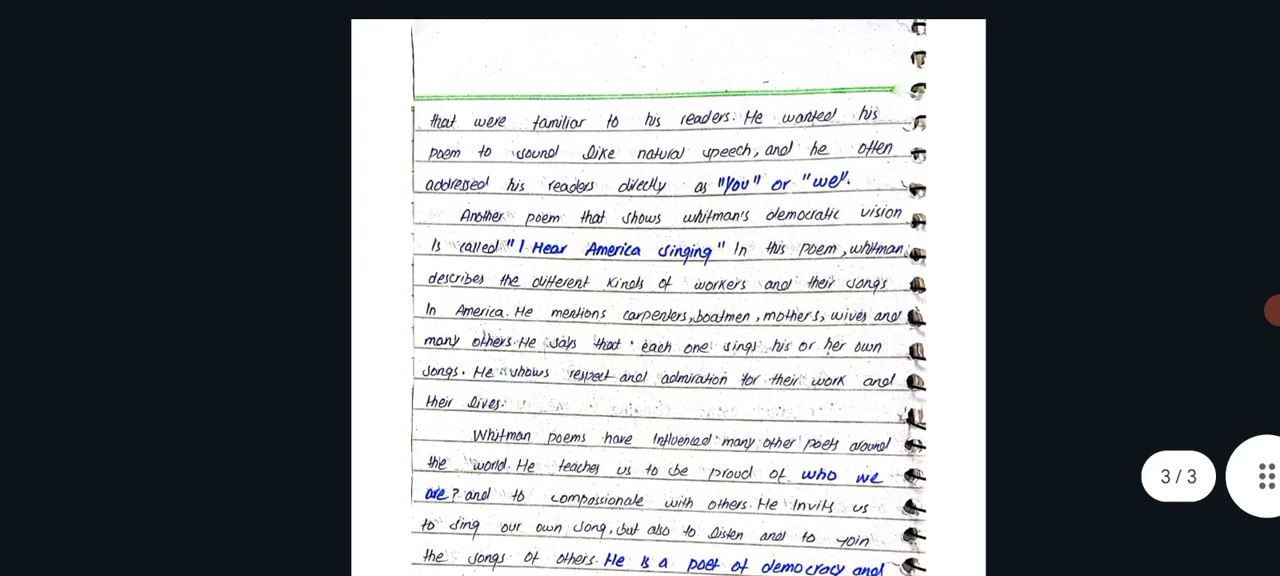 that were familiar to his readers. He wanted his
poem to sound like natural speech, and he often
addressed his readers directly as "You" or "we".
Another poem that shows whitman's democratic vision
Is called "I Hear America singing" In this poem, whitman
describes the different kinds of workers and their songs
In America. He mentions carpenters, boatmen, mothers, wives and
many others. He says that each one sings his or her own
songs. He shows respect and admiration for their work and
their lives.
Whitman poems have Influenced many other poets around
the world. He teaches us to be proud of who we
are? and to compassionate with others. He Invits us
to sing our own song, but also to listen and to join
the songs of others. He is a poet of democracy and
3 / 3